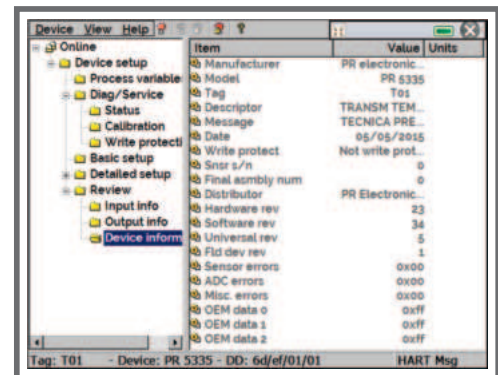 Device View Help
Online
Device setup
Process variable
Diag/Service
Status
Calibration
Write protecti
Basic setup
Detailed setup
Review
Input info
Output info
Device inform
Item Value Units
Manufacturer PR electronic...
Model PR 5335
Tag T01
Descriptor TRANSM TEM...
Message TECNICA PRE...
Date 05/05/2015
Write protect Not write prot...
Snsr s/n 0
Final asmbly num 0
Distributor PR Electronic...
Hardware rev 23
Software rev 34
Universal rev 5
Fld dev rev 1
Sensor errors 0x00
ADC errors 0x00
Misc. errors 0x00
OEM data 0 0xff
OEM data 1 0xff
OEM data 2 0xff
Tag: T01 - Device: PR 5335 - DD: 6d/ef/01/01 HART Msg